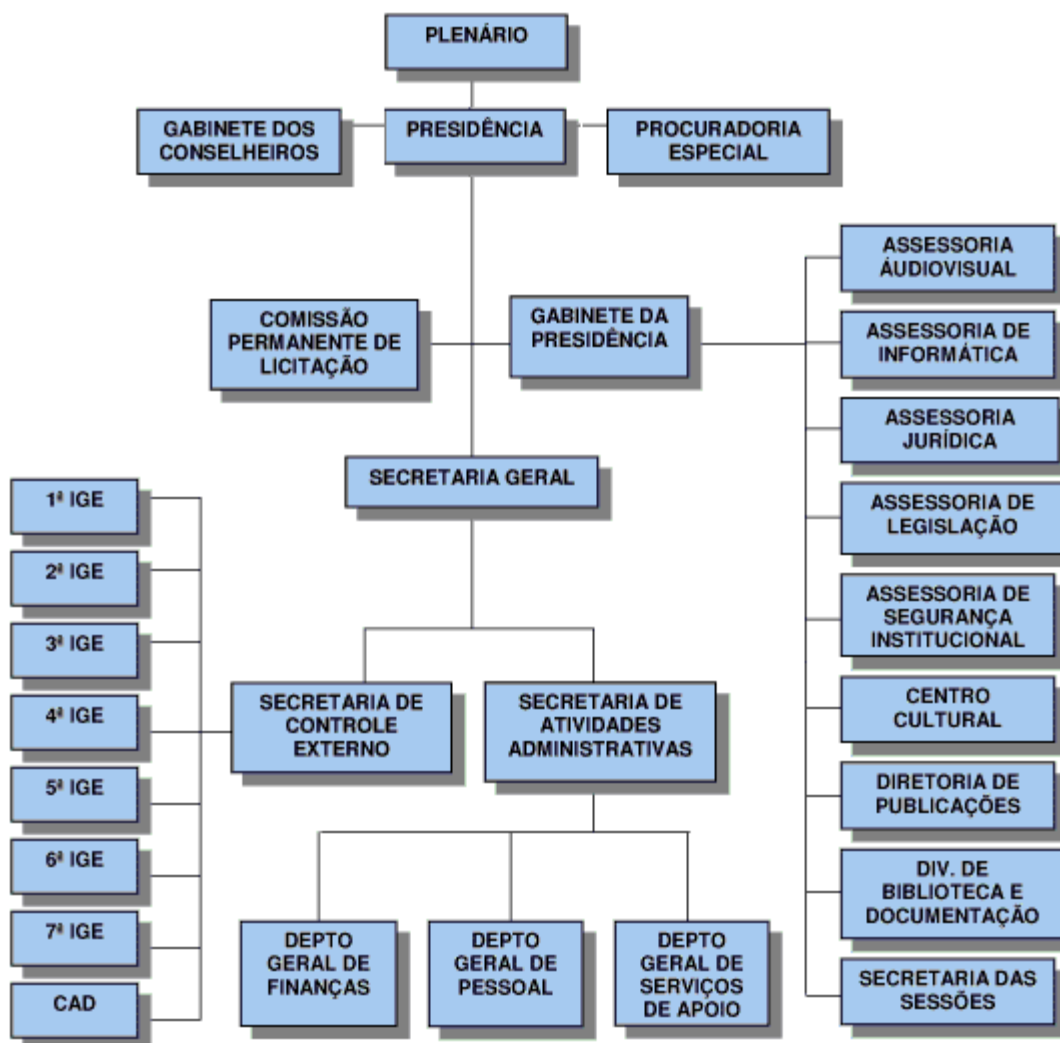 PLENÁRIO
GABINETE DOS
CONSELHEIROS
PRESIDÊNCIA
PROCURADORIA
ESPECIAL
COMISSÃO
PERMANENTE DE
LICITAÇÃO
GABINETE DA
PRESIDÊNCIA
ASSESSORIA
ÁUDIOVISUAL
ASSESSORIA DE
INFORMÁTICA
ASSESSORIA
JURÍDICA
ASSESSORIA DE
LEGISLAÇÃO
ASSESSORIA DE
SEGURANÇA
INSTITUCIONAL
CENTRO
CULTURAL
DIRETORIA DE
PUBLICAÇÕES
DIV. DE
BIBLIOTECA E
DOCUMENTAÇÃO
SECRETARIA DAS
SESSÕES
SECRETARIA GERAL
1ª IGE
2ª IGE
3ª IGE
4ª IGE
5ª IGE
6ª IGE
7ª IGE
CAD
SECRETARIA DE
CONTROLE
EXTERNO
SECRETARIA DE
ATIVIDADES
ADMINISTRATIVAS
DEPTO
GERAL DE
FINANÇAS
DEPTO
GERAL DE
PESSOAL
DEPTO
GERAL DE
SERVIÇOS
DE APOIO